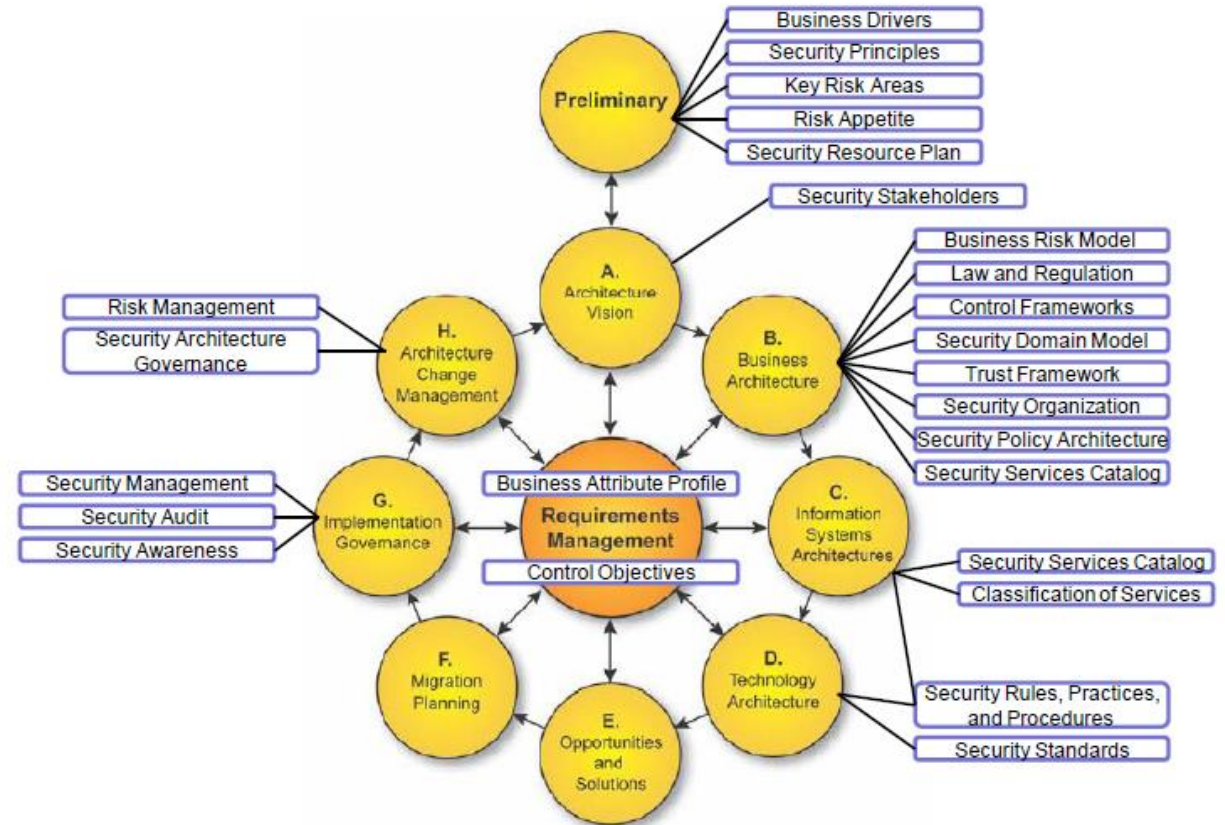 Business Drivers
Security Principles
Key Risk Areas
Risk Appetite
Security Resource Plan
Preliminary
Security Stakeholders
A.
Architecture
Vision
Business Risk Model
Law and Regulation
Control Frameworks
Security Domain Model
Trust Framework
Security Organization
Security Policy Architecture
Security Services Catalog
B.
Business
Architecture
Risk Management
Security Architecture
Governance
H.
Architecture
Change
Management
Security Management
Security Audit
Security Awareness
G.
Implementation
Governance
Business Attribute Profile
Requirements
Management
Control Objectives
C.
Information
Systems
Architectures
Security Services Catalog
Classification of Services
F.
Migration
Planning
E.
Opportunities
and
Solutions
D.
Technology
Architecture
Security Rules, Practices,
and Procedures
Security Standards